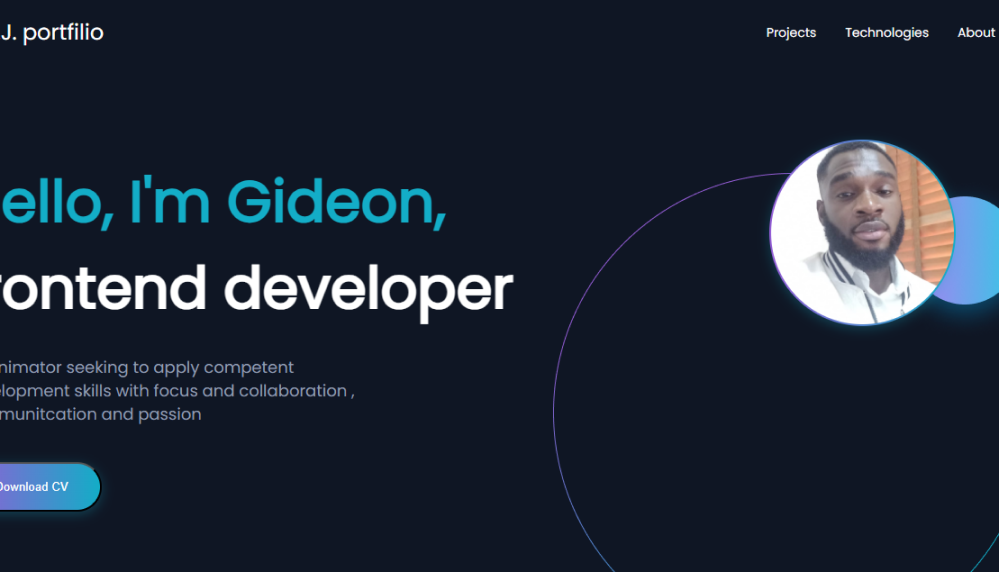 J. portfilio
Projects Technologies About
ello, I'm Gideon,
rontend developer
nimator seeking to apply competent
elopment skills with focus and collaboration ,
munitcation and passion
Download CV